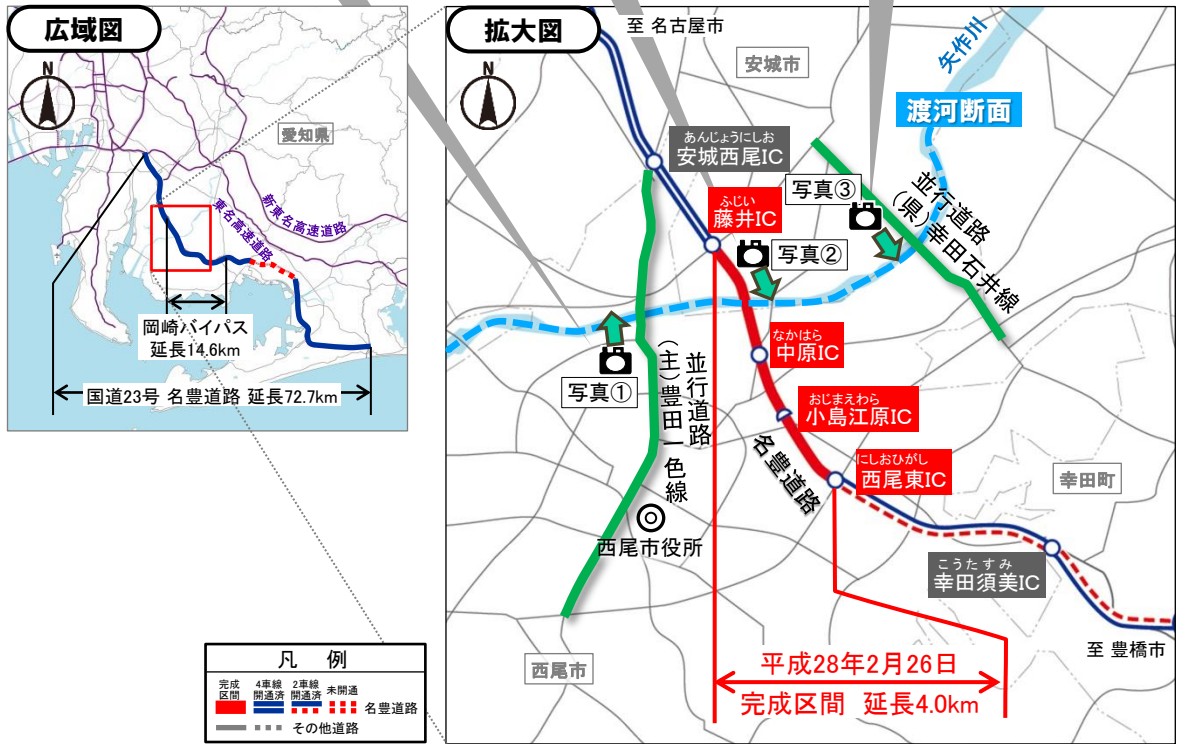 広域図
N
愛知県
新東名高速道路
東名高速道路
岡崎バイパス
延長14.6km
国道23号 名豊道路 延長72.7km
凡 例
完成
区間
4車線
開通済
2車線
開通済
未開通
名豊道路
その他道路
拡大図
N
至 名古屋市
安城市
矢作川
渡河断面
あんじょうにしお
安城西尾IC
ふじい
藤井IC
写真③
写真②
並行道路
(県)幸田石井線
なかはら
中原IC
写真①
並行道路
(主)豊田一色線
おじまえわら
小島江原IC
名豊道路
にしおひがし
西尾東IC
幸田町
西尾市役所
こうたすみ
幸田須美IC
至 豊橋市
西尾市
平成28年2月26日
完成区間 延長4.0km